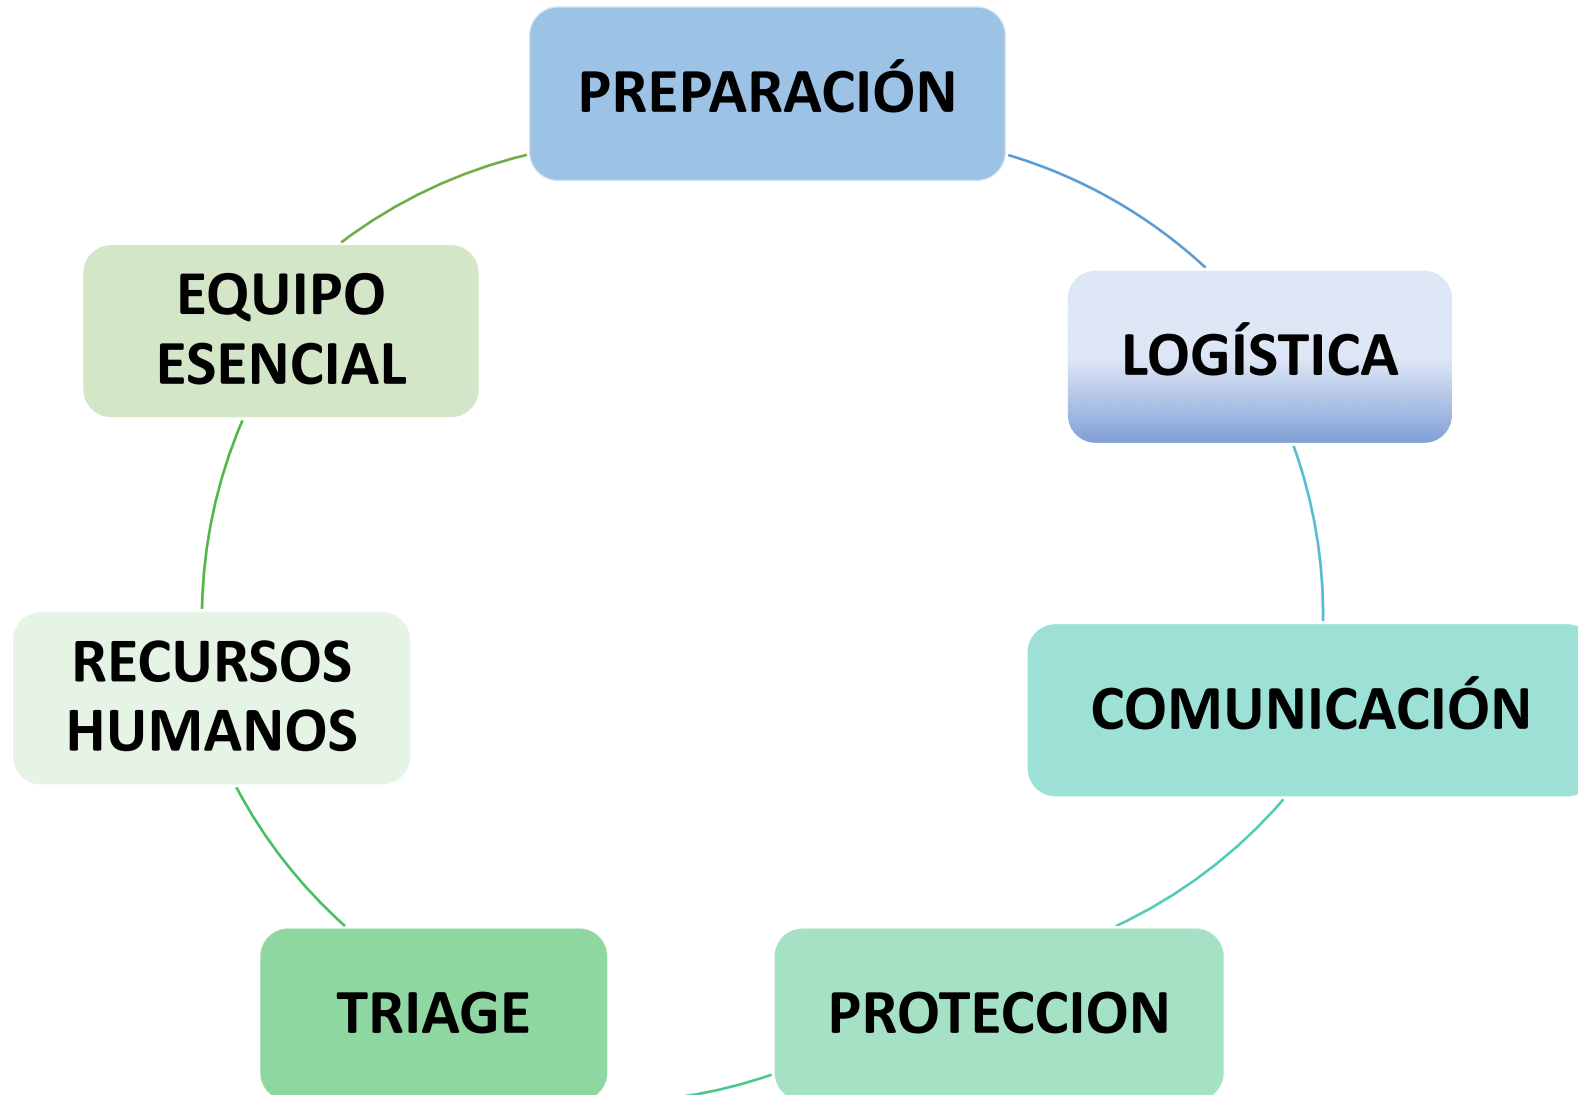 PREPARACIÓN
LOGÍSTICA
COMUNICACIÓN
PROTECCION
TRIAGE
RECURSOS
HUMANOS
EQUIPO
ESENCIAL